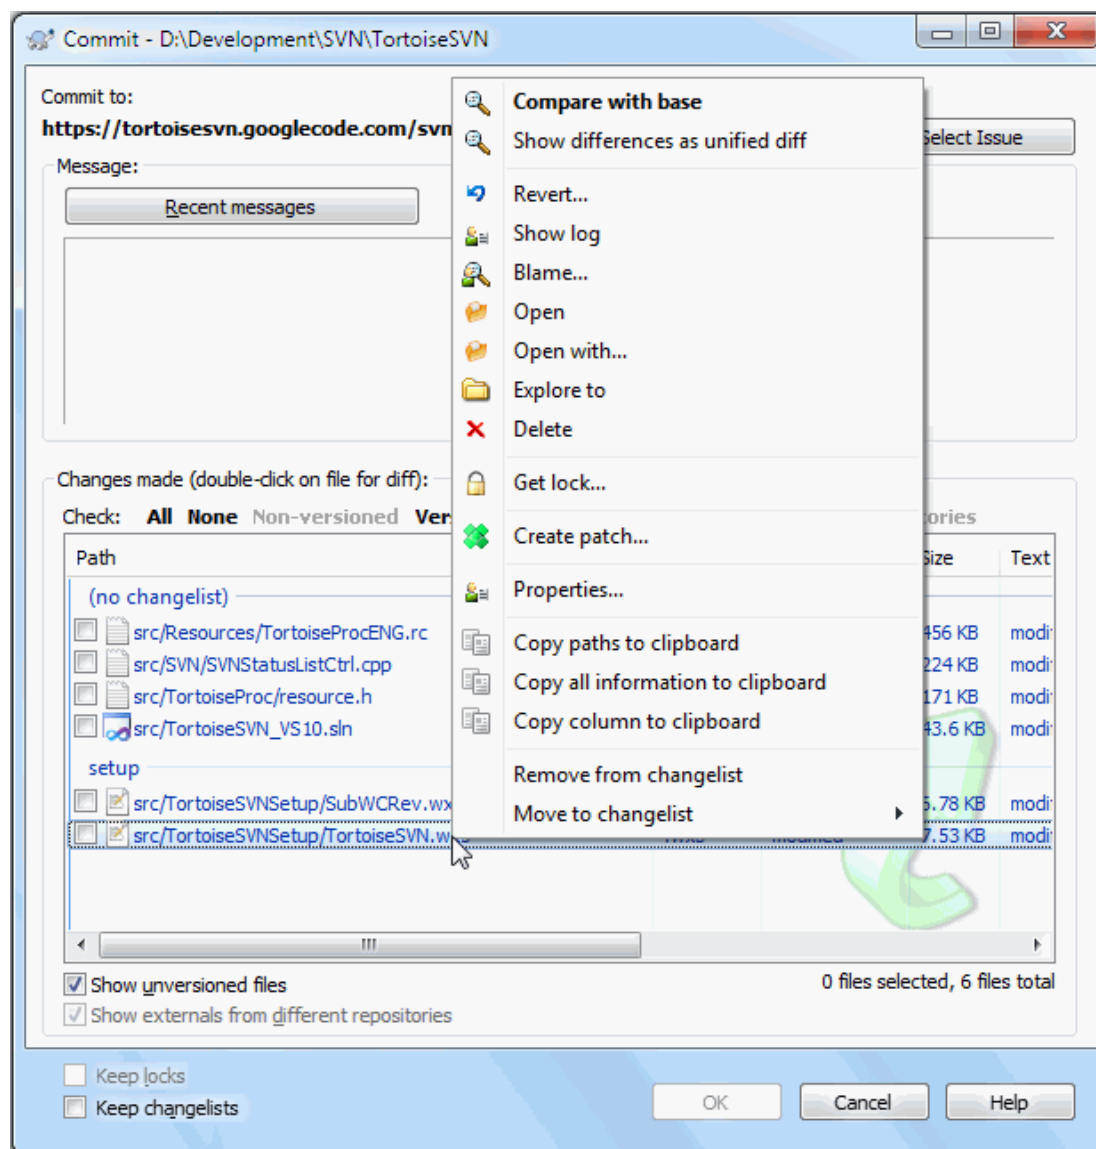 Commit - D:\Development\SVN\TortoiseSVN
Commit to:
https://tortoisesvn.googlecode.com/svn
Select Issue
Message:
Recent messages
Compare with base
Show differences as unified diff
Revert...
Show log
Blame...
Open
Open with...
Explore to
Delete
Get lock...
Create patch...
Properties...
Copy paths to clipboard
Copy all information to clipboard
Copy column to clipboard
Remove from changelist
Move to changelist
Changes made (double-click on file for diff):
Check: All None Non-versioned Ver
Path Size Text
(no changelist)
src/Resources/TortoiseProcENG.rc 456 KB modi
src/SVN/SVNStatusListCtrl.cpp 224 KB modi
src/TortoiseProc/resource.h 171 KB modi
src/TortoiseSVN_VS10.sln 43.6 KB modi
setup
src/TortoiseSVNSetup/SubWCRev.wx 5.78 KB modi
src/TortoiseSVNSetup/TortoiseSVN.w 7.53 KB modi
Show unversioned files
0 files selected, 6 files total
Show externals from different repositories
Keep locks
Keep changelists
OK Cancel Help